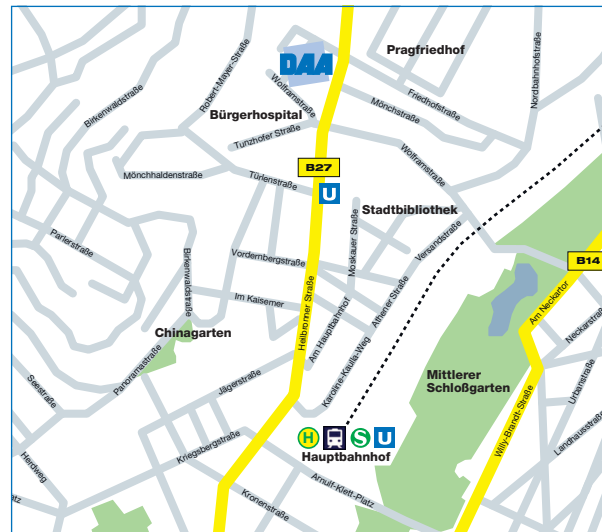 Pragfriedhof
DAA
Robert-Mayer-Straße
Nordbahnhofstraße
Birkenwaldstraße
Wolframstraße
Friedhofstraße
Mönchstraße
Bürgerhospital
Tunzhofer Straße
Wolframstraße
B27
Mönchhaldenstraße
Türlenstraße
U
Stadtbibliothek
Moskauer Straße
Versandstraße
Parlerstraße
Birkenwaldstraße
Vordernbergstraße
B14
Im Kaisemer
Heilbronner Straße
Am Hauptbahnhof
Athener Straße
Am Neckartor
Chinagarten
Neckarstraße
Karoline-Kaulla-Weg
Panoramastraße
Mittlerer
Schloßgarten
Seestraße
Jägerstraße
Urbanstraße
Willy-Brandt-Straße
Landhausstraße
H
S
U
Hauptbahnhof
Kriegsbergstraße
Herdweg
Arnulf-Klett-Platz
Kronenstraße
latz